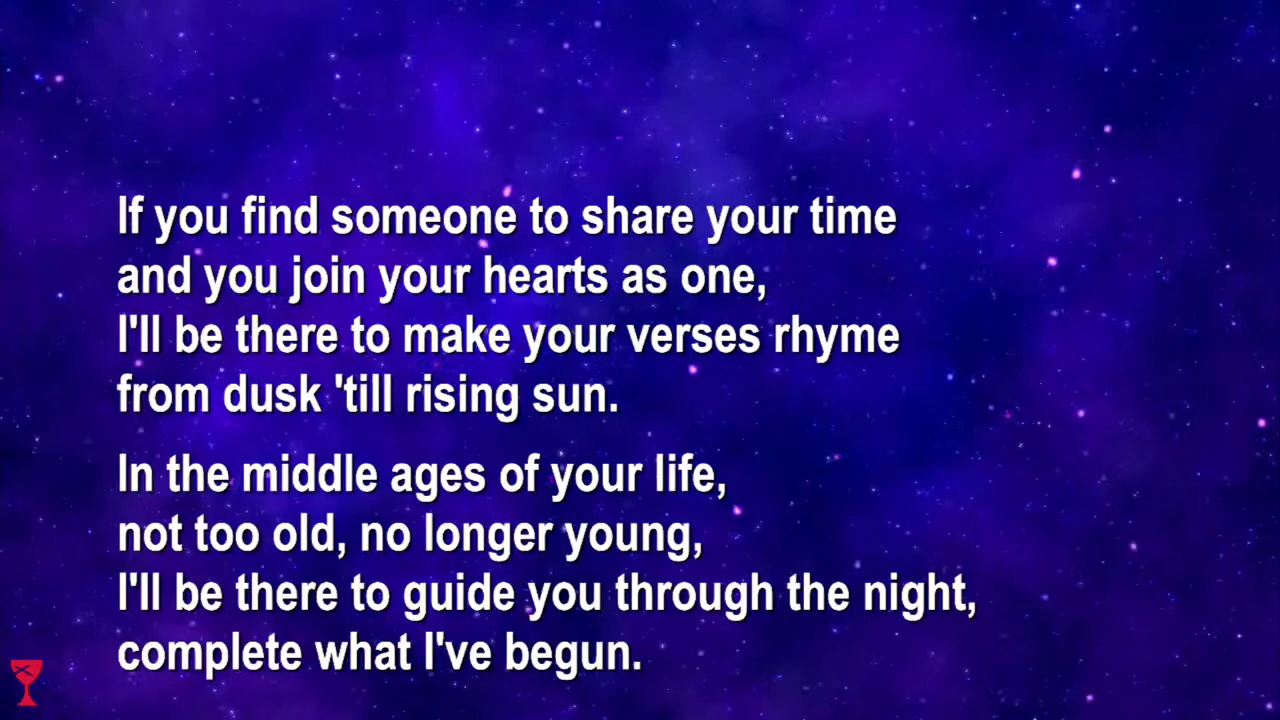 If you find someone to share your time
and you join your hearts as one,
I'll be there to make your verses rhyme
from dusk 'till rising sun.
In the middle ages of your life,
not too old, no longer young,
I'll be there to guide you through the night,
complete what I've begun.